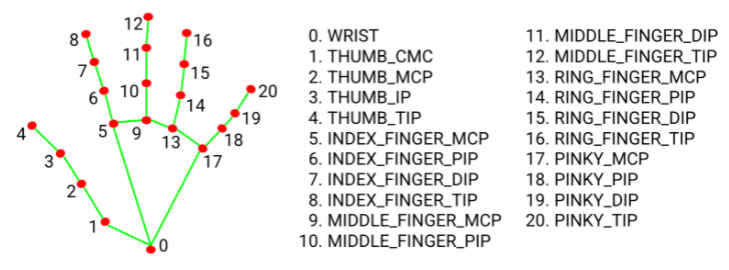 12
8
16
11
7
15
10
6
14
20
4
5
9
13
19
18
3
17
2
1
0
0. WRIST
1. THUMB_CMC
2. THUMB_MCP
3. THUMB_IP
4. THUMB_TIP
5. INDEX_FINGER_MCP
6. INDEX_FINGER_PIP
7. INDEX_FINGER_DIP
8. INDEX_FINGER_TIP
9. MIDDLE_FINGER_MCP
10. MIDDLE_FINGER_PIP
11. MIDDLE_FINGER_DIP
12. MIDDLE_FINGER_TIP
13. RING_FINGER_MCP
14. RING_FINGER_PIP
15. RING_FINGER_DIP
16. RING_FINGER_TIP
17. PINKY_MCP
18. PINKY_PIP
19. PINKY_DIP
20. PINKY_TIP